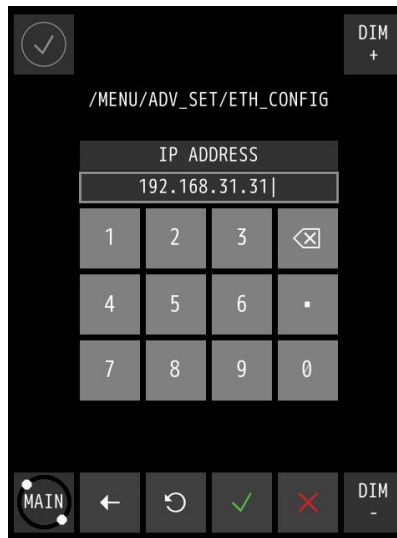 DIM
+
/MENU/ADV_SET/ETH_CONFIG
IP ADDRESS
192.168.31.31
1 2 3
4 5 6 .
7 8 9 0
MAIN
DIM
-